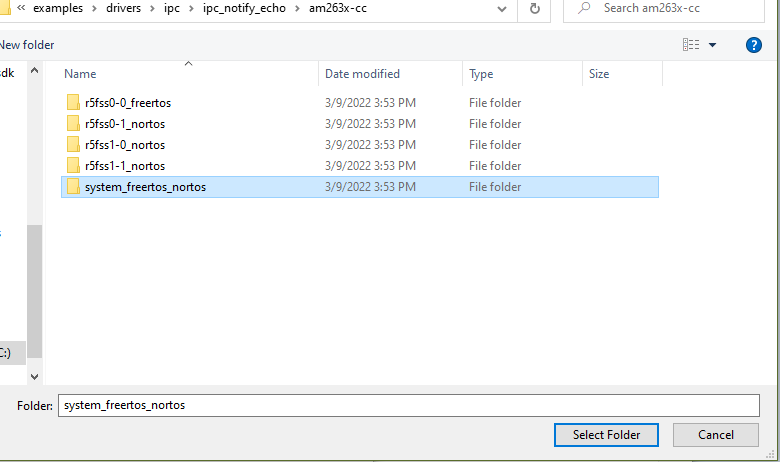 « examples > drivers > ipc > ipc_notify_echo > am263x-cc Search am263x-cc
New folder ?
sdk Name Date modified Type Size
r5fss0-0_freertos 3/9/2022 3:53 PM File folder
r5fss0-1_nortos 3/9/2022 3:53 PM File folder
r5fss1-0_nortos 3/9/2022 3:53 PM File folder
r5fss1-1_nortos 3/9/2022 3:53 PM File folder
system_freertos_nortos 3/9/2022 3:53 PM File folder
C:)
Folder: system_freertos_nortos
Select Folder Cancel